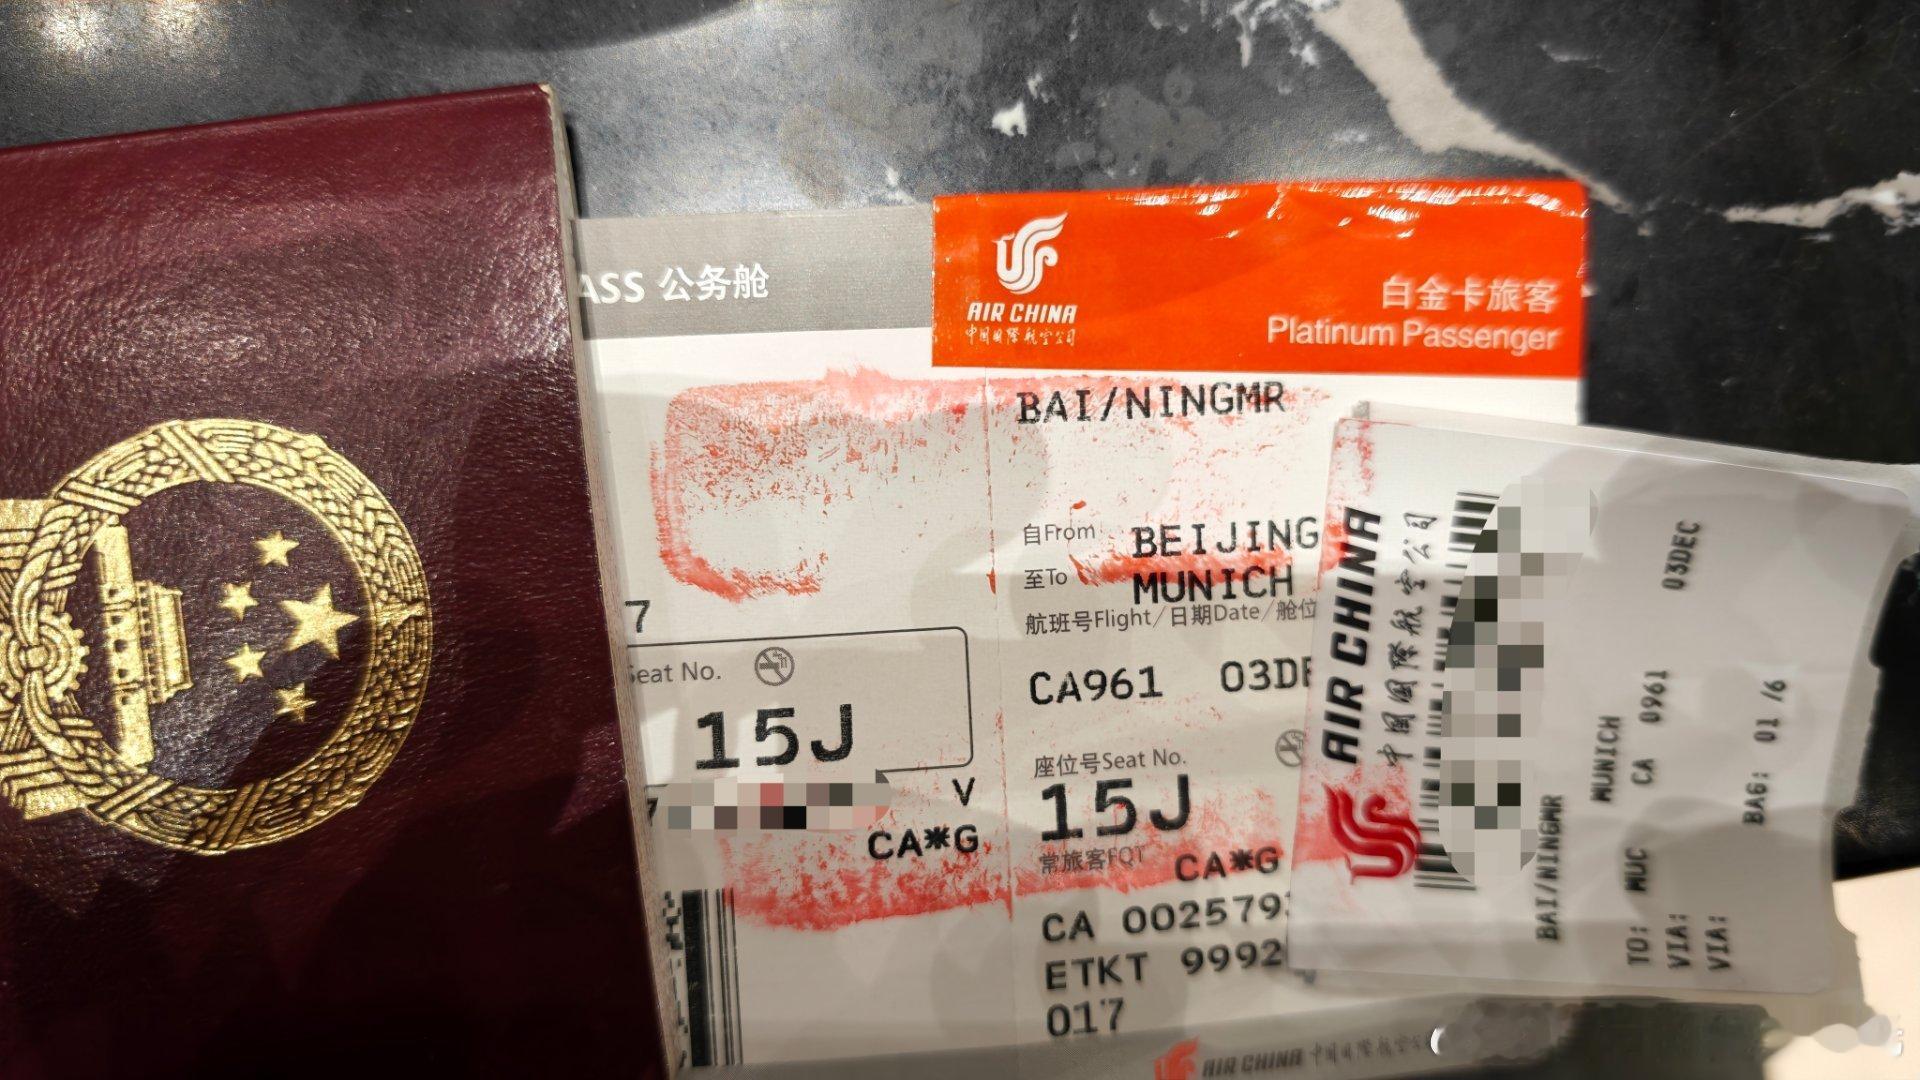 ASS 公务舱
7
Seat No.
15J
7
V
CA*G
AIR CHINA
中国国际航空公司
白金卡旅客
Platinum Passenger
BAI/NINGMR
自From BEIJING
至To MUNICH
航班号Flight/日期Date/舱位
CA961 03DE
座位号Seat No.
15J
常旅客FQT CA*G
CA 0025793
ETKT 9992
017
AIR CHINA 中国国际航空公
AIR CHINA
中国国际航空公司
BAI/NINGMR
MUNICH
TO: MUC CA 0961 03DEC
VIA:
VIA:
BAG: 01 /6